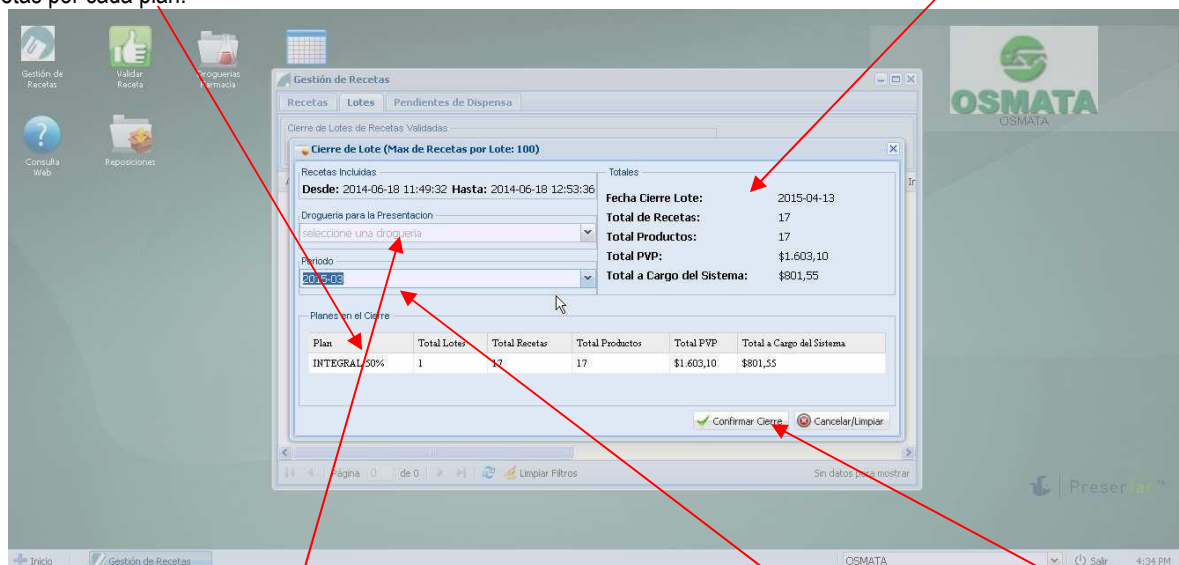 etas por cada plan.
Gestión de Recetas
Validar Receta
Droguerias Farmacia
Consulta Web
Reposiciones
OSMATA
OSMATA
Gestión de Recetas
Recetas Lotes Pendientes de Dispensa
Cierre de Lotes de Recetas Validadas
Cierre de Lote (Max de Recetas por Lote: 100)
Recetas Incluidas
Desde: 2014-06-18 11:49:32 Hasta: 2014-06-18 12:53:36
Drogueria para la Presentacion
seleccione una drogueria
Periodo
2015-03
Totales
Fecha Cierre Lote: 2015-04-13
Total de Recetas: 17
Total Productos: 17
Total PVP: $1.603,10
Total a Cargo del Sistema: $801,55
Planes en el Cierre
Plan Total Lotes Total Recetas Total Productos Total PVP Total a Cargo del Sistema
INTEGRAL 50% 1 17 17 $1.603,10 $801,55
Confirmar Cierre Cancelar/Limpiar
Página 0 de 0 Limpiar Filtros Sin datos para mostrar
Preserfar
Inicio Gestión de Recetas OSMATA Salir 4:34 PM